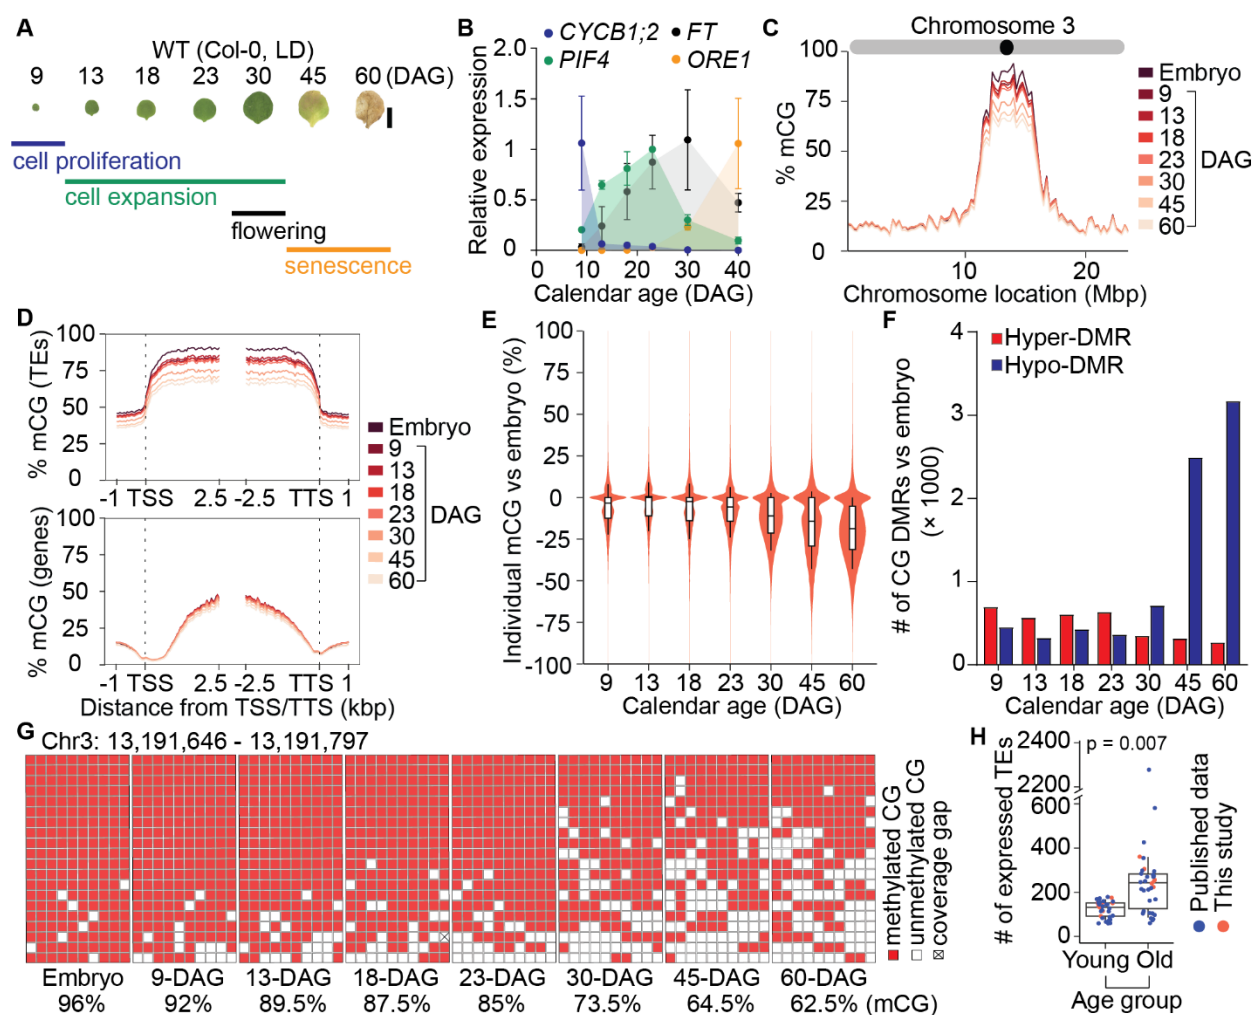 A
WT (Col-0, LD)
9 13 18 23 30 45 60 (DAG)
cell proliferation
cell expansion
flowering
senescence
B
CYCB1;2 FT
PIF4 ORE1
Relative expression
2.0
1.5
1
0.5
0
0 10 20 30 40
Calendar age (DAG)
C
Chromosome 3
% mCG
100
75
50
25
0
10 20
Chromosome location (Mbp)
Embryo
9
13
18
23
30
45
60
DAG
D
% mCG (TEs)
100
75
50
25
0
-1 TSS 2.5 -2.5 TTS 1
% mCG (genes)
100
75
50
25
0
-1 TSS 2.5 -2.5 TTS 1
Distance from TSS/TTS (kbp)
Embryo
9
13
18
23
30
45
60
DAG
E
Individual mCG vs embryo (%)
100
75
50
25
0
-25
-50
-75
-100
9 13 18 23 30 45 60
Calendar age (DAG)
F
# of CG DMRs vs embryo
(× 1000)
4
3
2
1
0
Hyper-DMR
Hypo-DMR
9 13 18 23 30 45 60
Calendar age (DAG)
G
Chr3: 13,191,646 - 13,191,797
Embryo 9-DAG 13-DAG 18-DAG 23-DAG 30-DAG 45-DAG 60-DAG
96% 92% 89.5% 87.5% 85% 73.5% 64.5% 62.5% (mCG)
methylated CG
unmethylated CG
coverage gap
H
# of expressed TEs
2400
2200
600
400
200
0
p = 0.007
Young Old
Age group
Published data
This study